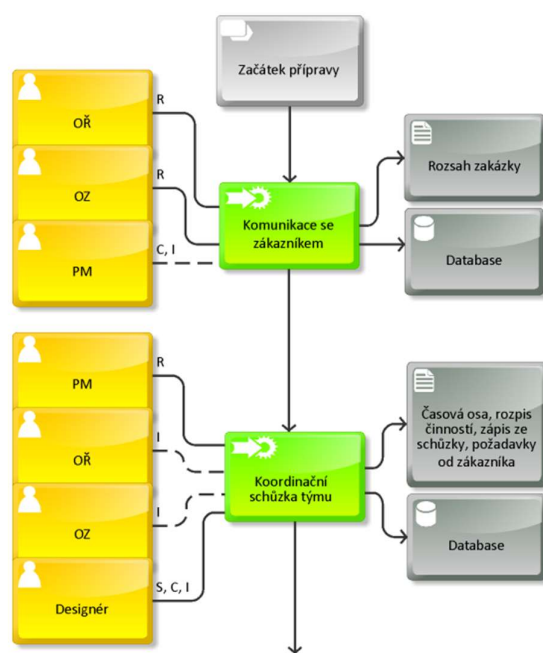 Začátek přípravy
R
OŘ
R
OZ
C, I
PM
Komunikace se
zákazníkem
Rozsah zakázky
Database
R
PM
I
OŘ
I
OZ
S, C, I
Designér
Koordinační
schůzka týmu
Časová osa, rozpis
činností, zápis ze
schůzky, požadavky
od zákazníka
Database